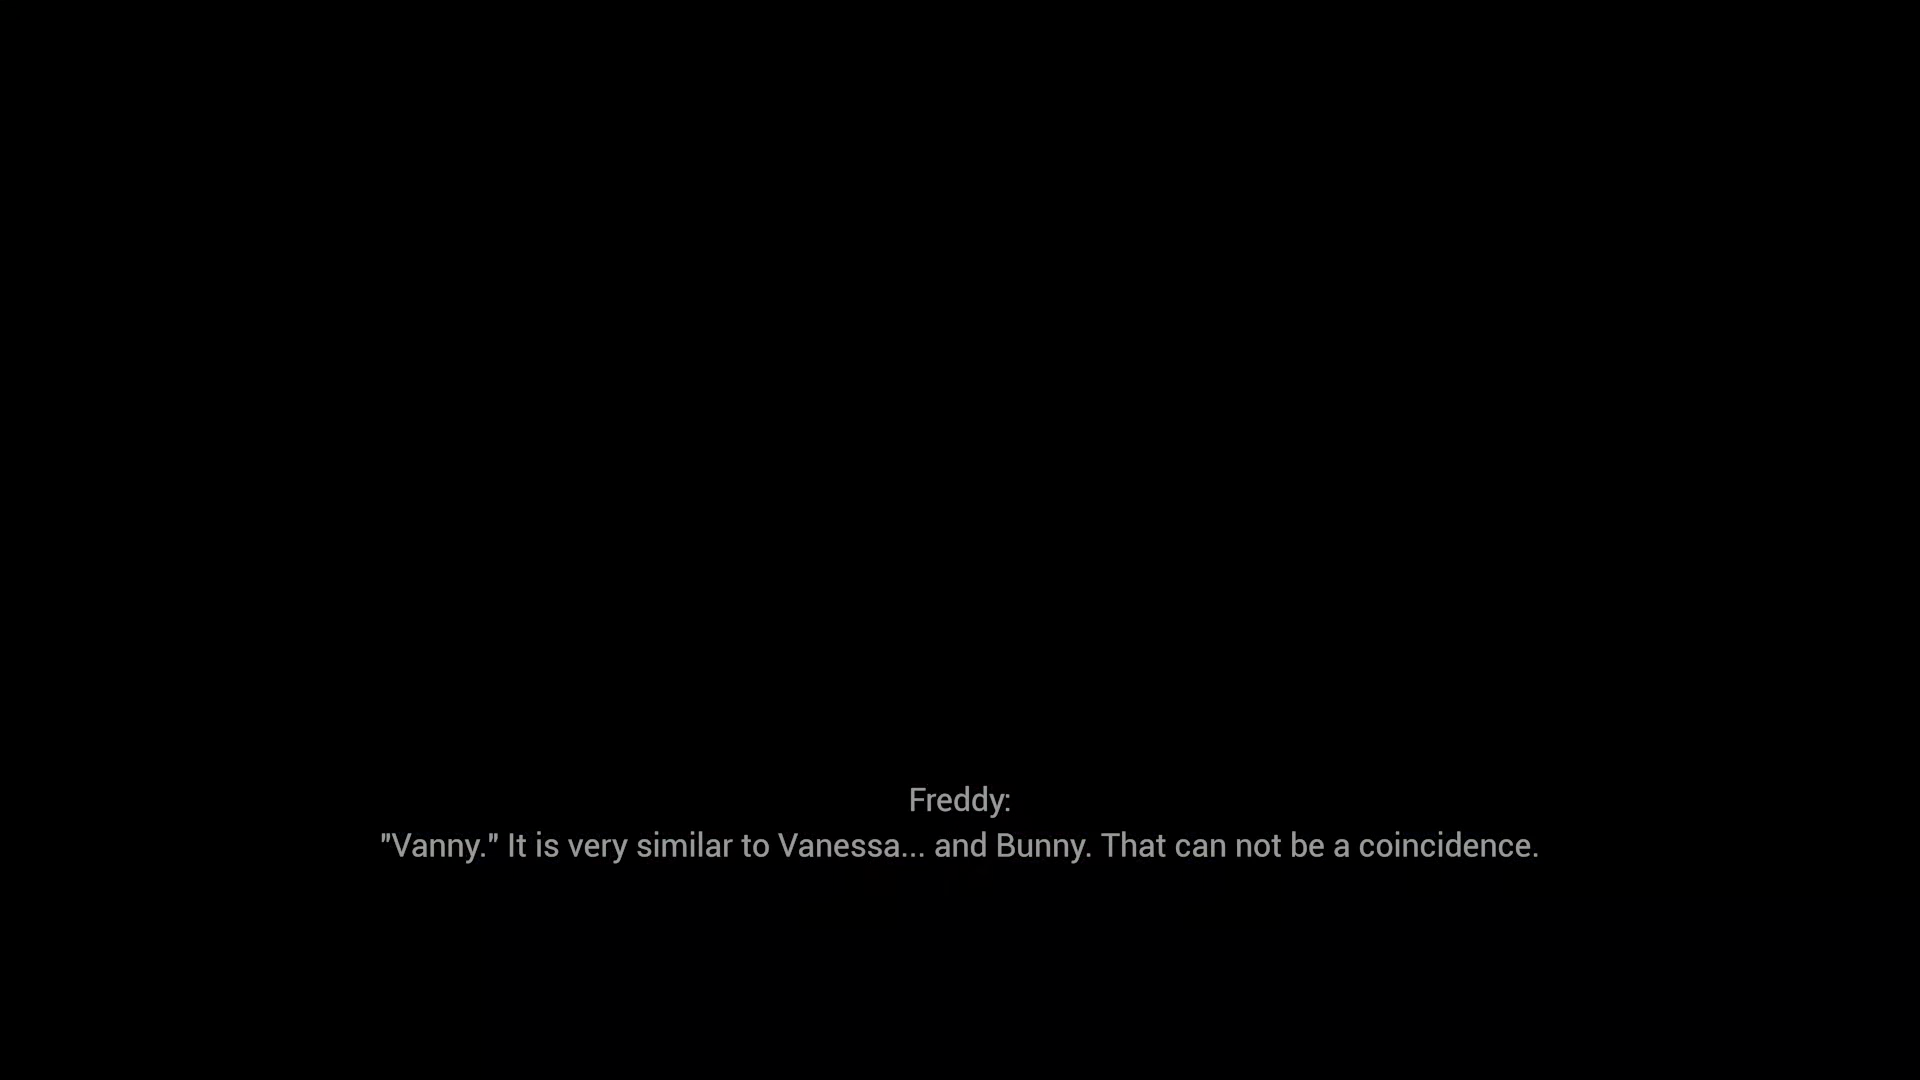 Freddy:
"Vanny." It is very similar to Vanessa... and Bunny. That can not be a coincidence.